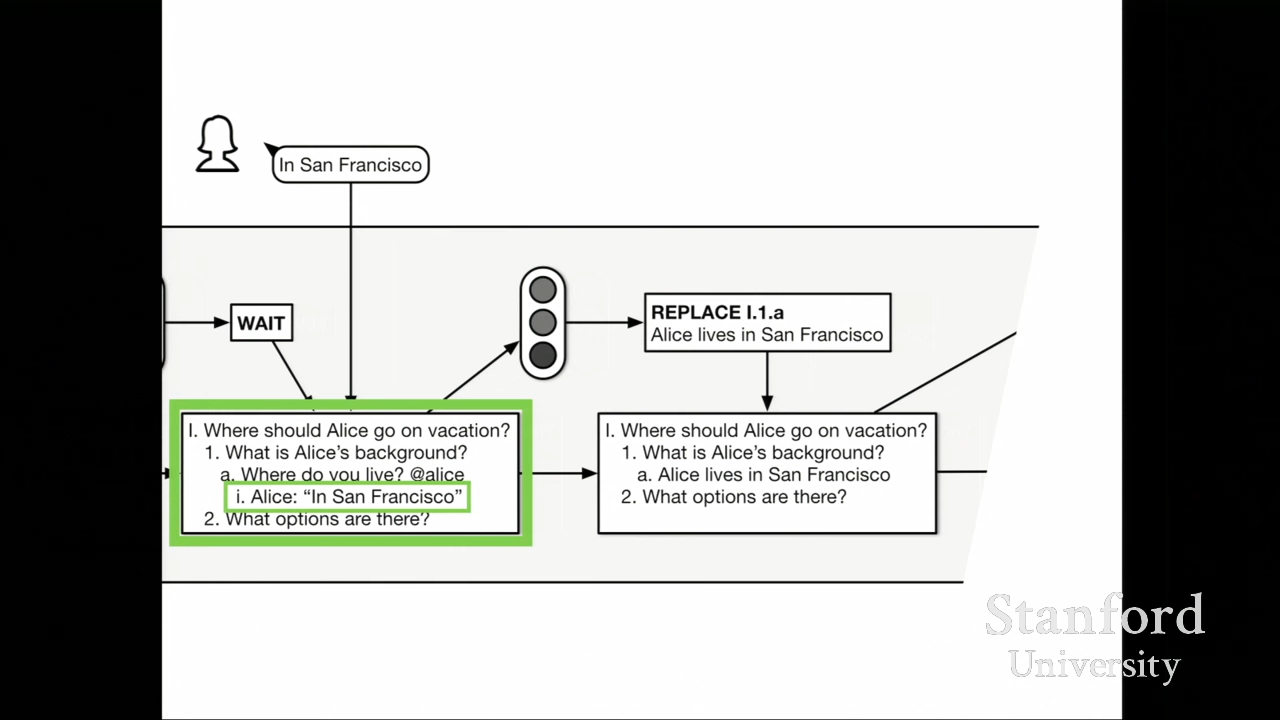 In San Francisco
WAIT
REPLACE I.1.a
Alice lives in San Francisco
I. Where should Alice go on vacation?
1. What is Alice's background?
a. Where do you live? @alice
i. Alice: “In San Francisco”
2. What options are there?
I. Where should Alice go on vacation?
1. What is Alice's background?
a. Alice lives in San Francisco
2. What options are there?
Stanford
University